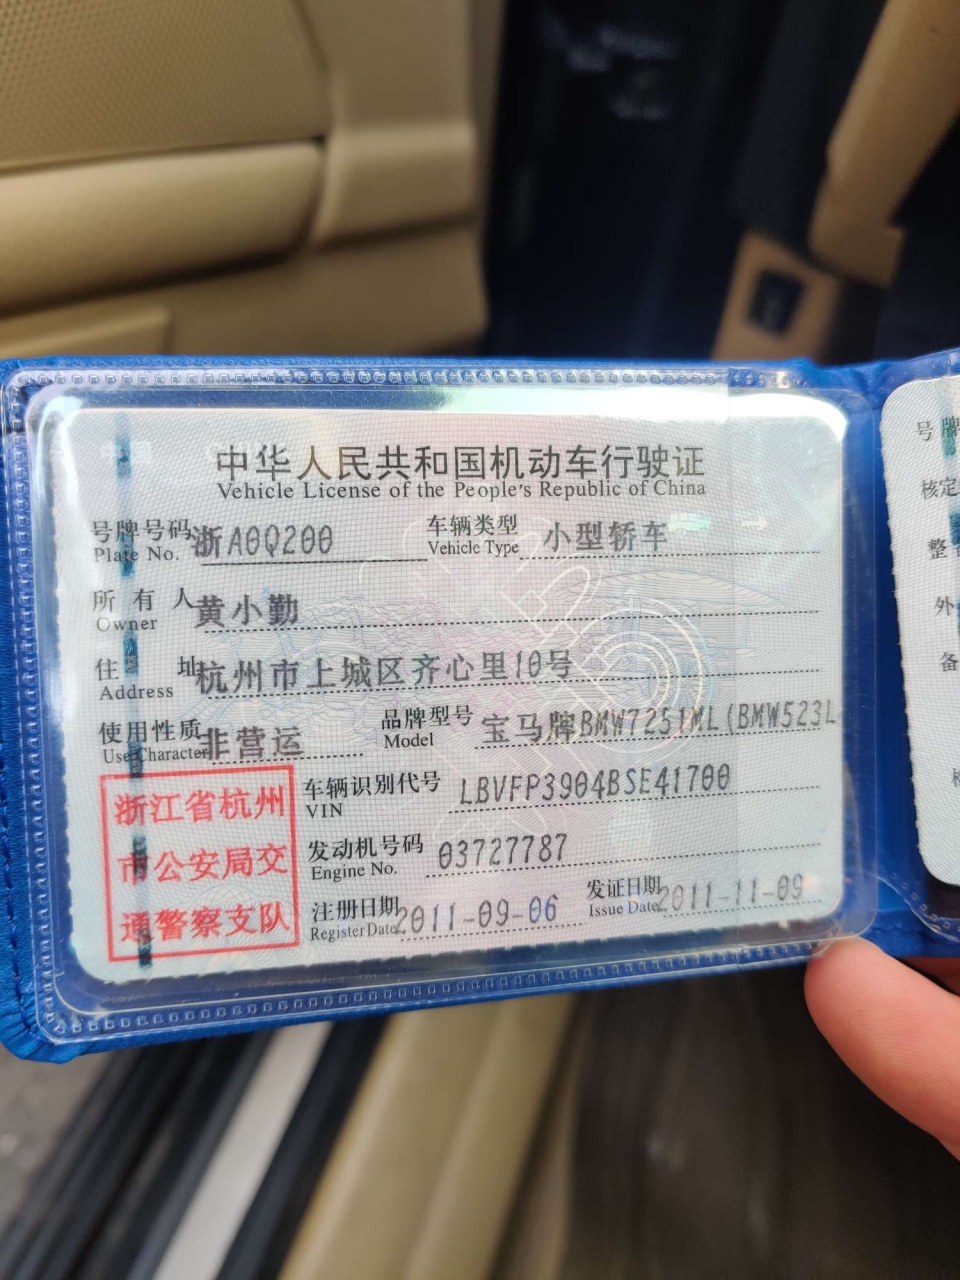 中华人民共和国机动车行驶证
Vehicle License of the People's Republic of China
号牌号码 浙A0Q200 车辆类型 小型轿车
Plate No. Vehicle Type
所有人 黄小勤
Owner
住址 杭州市上城区齐心里10号
Address
使用性质 非营运 品牌型号 宝马牌BMW7251ML(BMW523L
Use Character Model
浙江省杭州
市公安局交
通警察支队
车辆识别代号 LBVFP3904BSE41700
VIN
发动机号码 03727787
Engine No.
注册日期 2011-09-06 发证日期 2011-11-09
Register Date Issue Date
号牌
核定
整
外
备